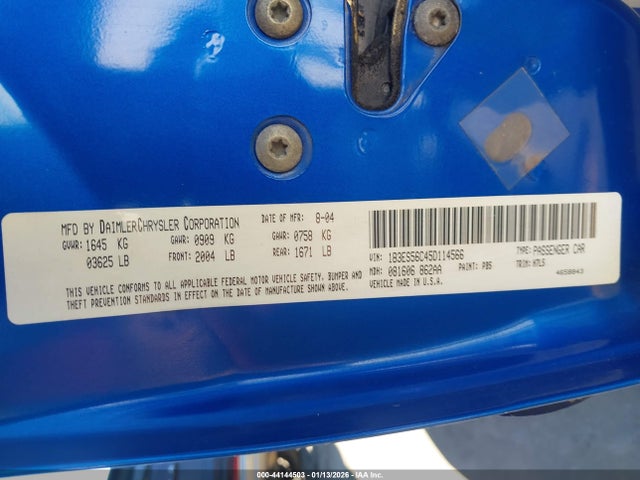 MFD BY DAIMLERCHRYSLER CORPORATION DATE OF MFR: 8-04
GVWR: 1645 KG GAWR: 0909 KG GAWR: 0758 KG
03625 LB FRONT: 2004 LB REAR: 1671 LB
THIS VEHICLE CONFORMS TO ALL APPLICABLE FEDERAL MOTOR VEHICLE SAFETY, BUMPER AND
THEFT PREVENTION STANDARDS IN EFFECT ON THE DATE OF MANUFACTURE SHOWN ABOVE.
VIN: 1B3ES56C45D114566 TYPE: PASSENGER CAR
MDH: 081606 862AA PAINT: PB5 TRIM: H7L5
VEHICLE MADE IN U.S.A. 4658843
000-44144503 - 01/13/2026 - IAA Inc.